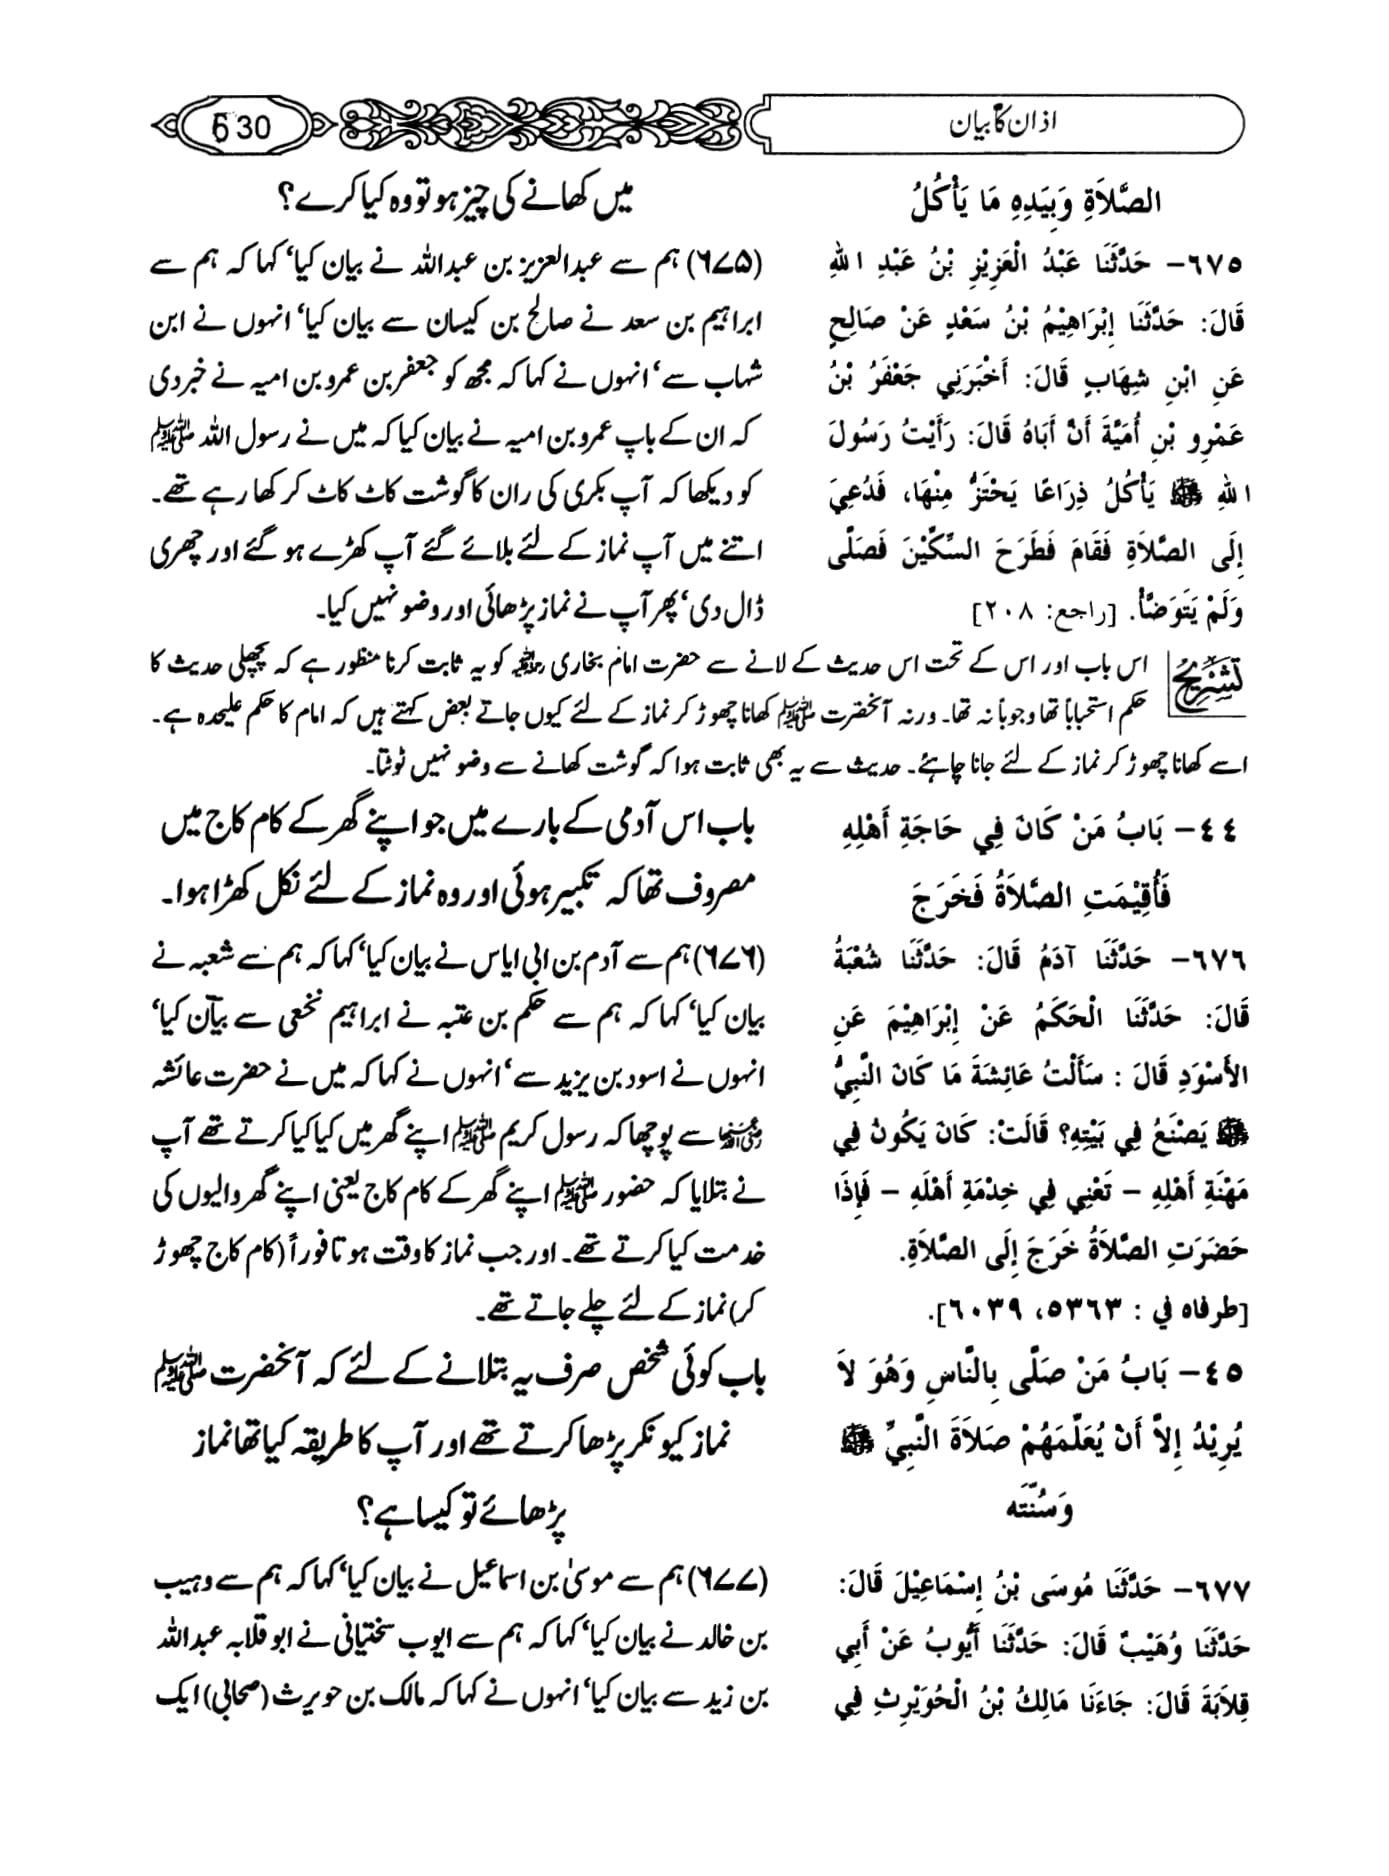 اذان کا بیان
630
الصَّلاَةِ وَبِيَدِهِ مَا يَأْكُلُ
٦٧٥- حَدَّثَنَا عَبْدُ الْعَزِيْزِ بْنُ عَبْدِ اللهِ
قَالَ: حَدَّثَنَا إِبْرَاهِيْمُ بْنُ سَعْدٍ عَنْ صَالِحٍ
عَنِ ابْنِ شِهَابٍ قَالَ: أَخْبَرَنِي جَعْفَرُ بْنُ
عَمْرِو بْنِ أُمَيَّةَ أَنَّ أَبَاهُ قَالَ: رَأَيْتُ رَسُولَ
اللهِ ﷺ يَأْكُلُ ذِرَاعًا يَحْتَزُّ مِنْهَا، فَدُعِيَ
إِلَى الصَّلاَةِ فَقَامَ فَطَرَحَ السِّكِّيْنَ فَصَلَّى
وَلَمْ يَتَوَضَّأْ. [راجع: ٢٠٨]
میں کھانے کی چیز ہو تو وہ کیا کرے؟
(۶۷۵) ہم سے عبدالعزیز بن عبداللہ نے بیان کیا‘ کہا کہ ہم سے
ابراہیم بن سعد نے صالح بن کیسان سے بیان کیا‘ انہوں نے ابن
شہاب سے‘ انہوں نے کہا کہ مجھ کو جعفر بن عمرو بن امیہ نے خبر دی
کہ ان کے باپ عمرو بن امیہ نے بیان کیا کہ میں نے رسول اللہ ﷺ
کو دیکھا کہ آپ بکری کی ران کا گوشت کاٹ کاٹ کر کھا رہے تھے۔
اتنے میں آپ نماز کے لئے بلائے گئے آپ کھڑے ہو گئے اور چھری
ڈال دی‘ پھر آپ نے نماز پڑھائی اور وضو نہیں کیا۔
تشریح
اس باب اور اس کے تحت اس حدیث کے لانے سے حضرت امام بخاری رحمہ اللہ کو یہ ثابت کرنا منظور ہے کہ پچھلی حدیث کا
حکم استحباباً تھا وجوباً نہ تھا۔ ورنہ آنحضرت ﷺ کھانا چھوڑ کر نماز کے لئے کیوں جاتے بعض کہتے ہیں کہ امام کا حکم علیحدہ ہے۔
اسے کھانا چھوڑ کر نماز کے لئے جانا چاہئے۔ حدیث سے یہ بھی ثابت ہوا کہ گوشت کھانے سے وضو نہیں ٹوٹتا۔
٤٤- بَابُ مَنْ كَانَ فِي حَاجَةِ أَهْلِهِ
فَأُقِيْمَتِ الصَّلاَةُ فَخَرَجَ
٦٧٦- حَدَّثَنَا آدَمُ قَالَ: حَدَّثَنَا شُعْبَةُ
قَالَ: حَدَّثَنَا الْحَكَمُ عَنْ إِبْرَاهِيْمَ عَنِ
الأَسْوَدِ قَالَ : سَأَلْتُ عَائِشَةَ مَا كَانَ النَّبِيُّ
ﷺ يَصْنَعُ فِي بَيْتِهِ؟ قَالَتْ: كَانَ يَكُونُ فِي
مَهْنَةِ أَهْلِهِ – تَعْنِي فِي خِدْمَةِ أَهْلَهِ – فَإِذَا
حَضَرَتِ الصَّلاَةُ خَرَجَ إِلَى الصَّلاَةِ.
[طرفاه في : ٥٣٦٣، ٦٠٣٩].
باب اس آدمی کے بارے میں جو اپنے گھر کے کام کاج میں
مصروف تھا کہ تکبیر ہوئی اور وہ نماز کے لئے نکل کھڑا ہوا۔
(۶۷۶) ہم سے آدم بن ابی ایاس نے بیان کیا‘ کہا کہ ہم سے شعبہ نے
بیان کیا‘ کہا کہ ہم سے حکم بن عتبہ نے ابراہیم نخعی سے بیان کیا‘
انہوں نے اسود بن یزید سے‘ انہوں نے کہا کہ میں نے حضرت عائشہ
رضی اللہ عنہا سے پوچھا کہ رسول کریم ﷺ اپنے گھر میں کیا کیا کرتے تھے آپ
نے بتلایا کہ حضور ﷺ اپنے گھر کے کام کاج یعنی اپنے گھر والیوں کی
خدمت کیا کرتے تھے۔ اور جب نماز کا وقت ہوتا فوراً (کام کاج چھوڑ
کر) نماز کے لئے چلے جاتے تھے۔
٤٥- بَابُ مَنْ صَلَّى بِالنَّاسِ وَهُوَ لاَ
يُرِيْدُ إِلاَّ أَنْ يُعَلِّمَهُمْ صَلاَةَ النَّبِيِّ ﷺ
وَسُنَّتَه
باب کوئی شخص صرف یہ بتلانے کے لئے کہ آنحضرت ﷺ
نماز کیونکر پڑھا کرتے تھے اور آپ کا طریقہ کیا تھا نماز
پڑھائے تو کیسا ہے؟
٦٧٧- حَدَّثَنَا مُوسَى بْنُ إِسْمَاعِيْلَ قَالَ:
حَدَّثَنَا وُهَيْبٌ قَالَ: حَدَّثَنَا أَيُّوبُ عَنْ أَبِي
قِلاَبَةَ قَالَ: جَاءَنَا مَالِكُ بْنُ الْحُوَيْرِثِ فِي
(۶۷۷) ہم سے موسیٰ بن اسماعیل نے بیان کیا‘ کہا کہ ہم سے وہیب
بن خالد نے بیان کیا‘ کہا کہ ہم سے ایوب سختیانی نے ابو قلابہ عبداللہ
بن زید سے بیان کیا‘ انہوں نے کہا کہ مالک بن حویرث (صحابی) ایک